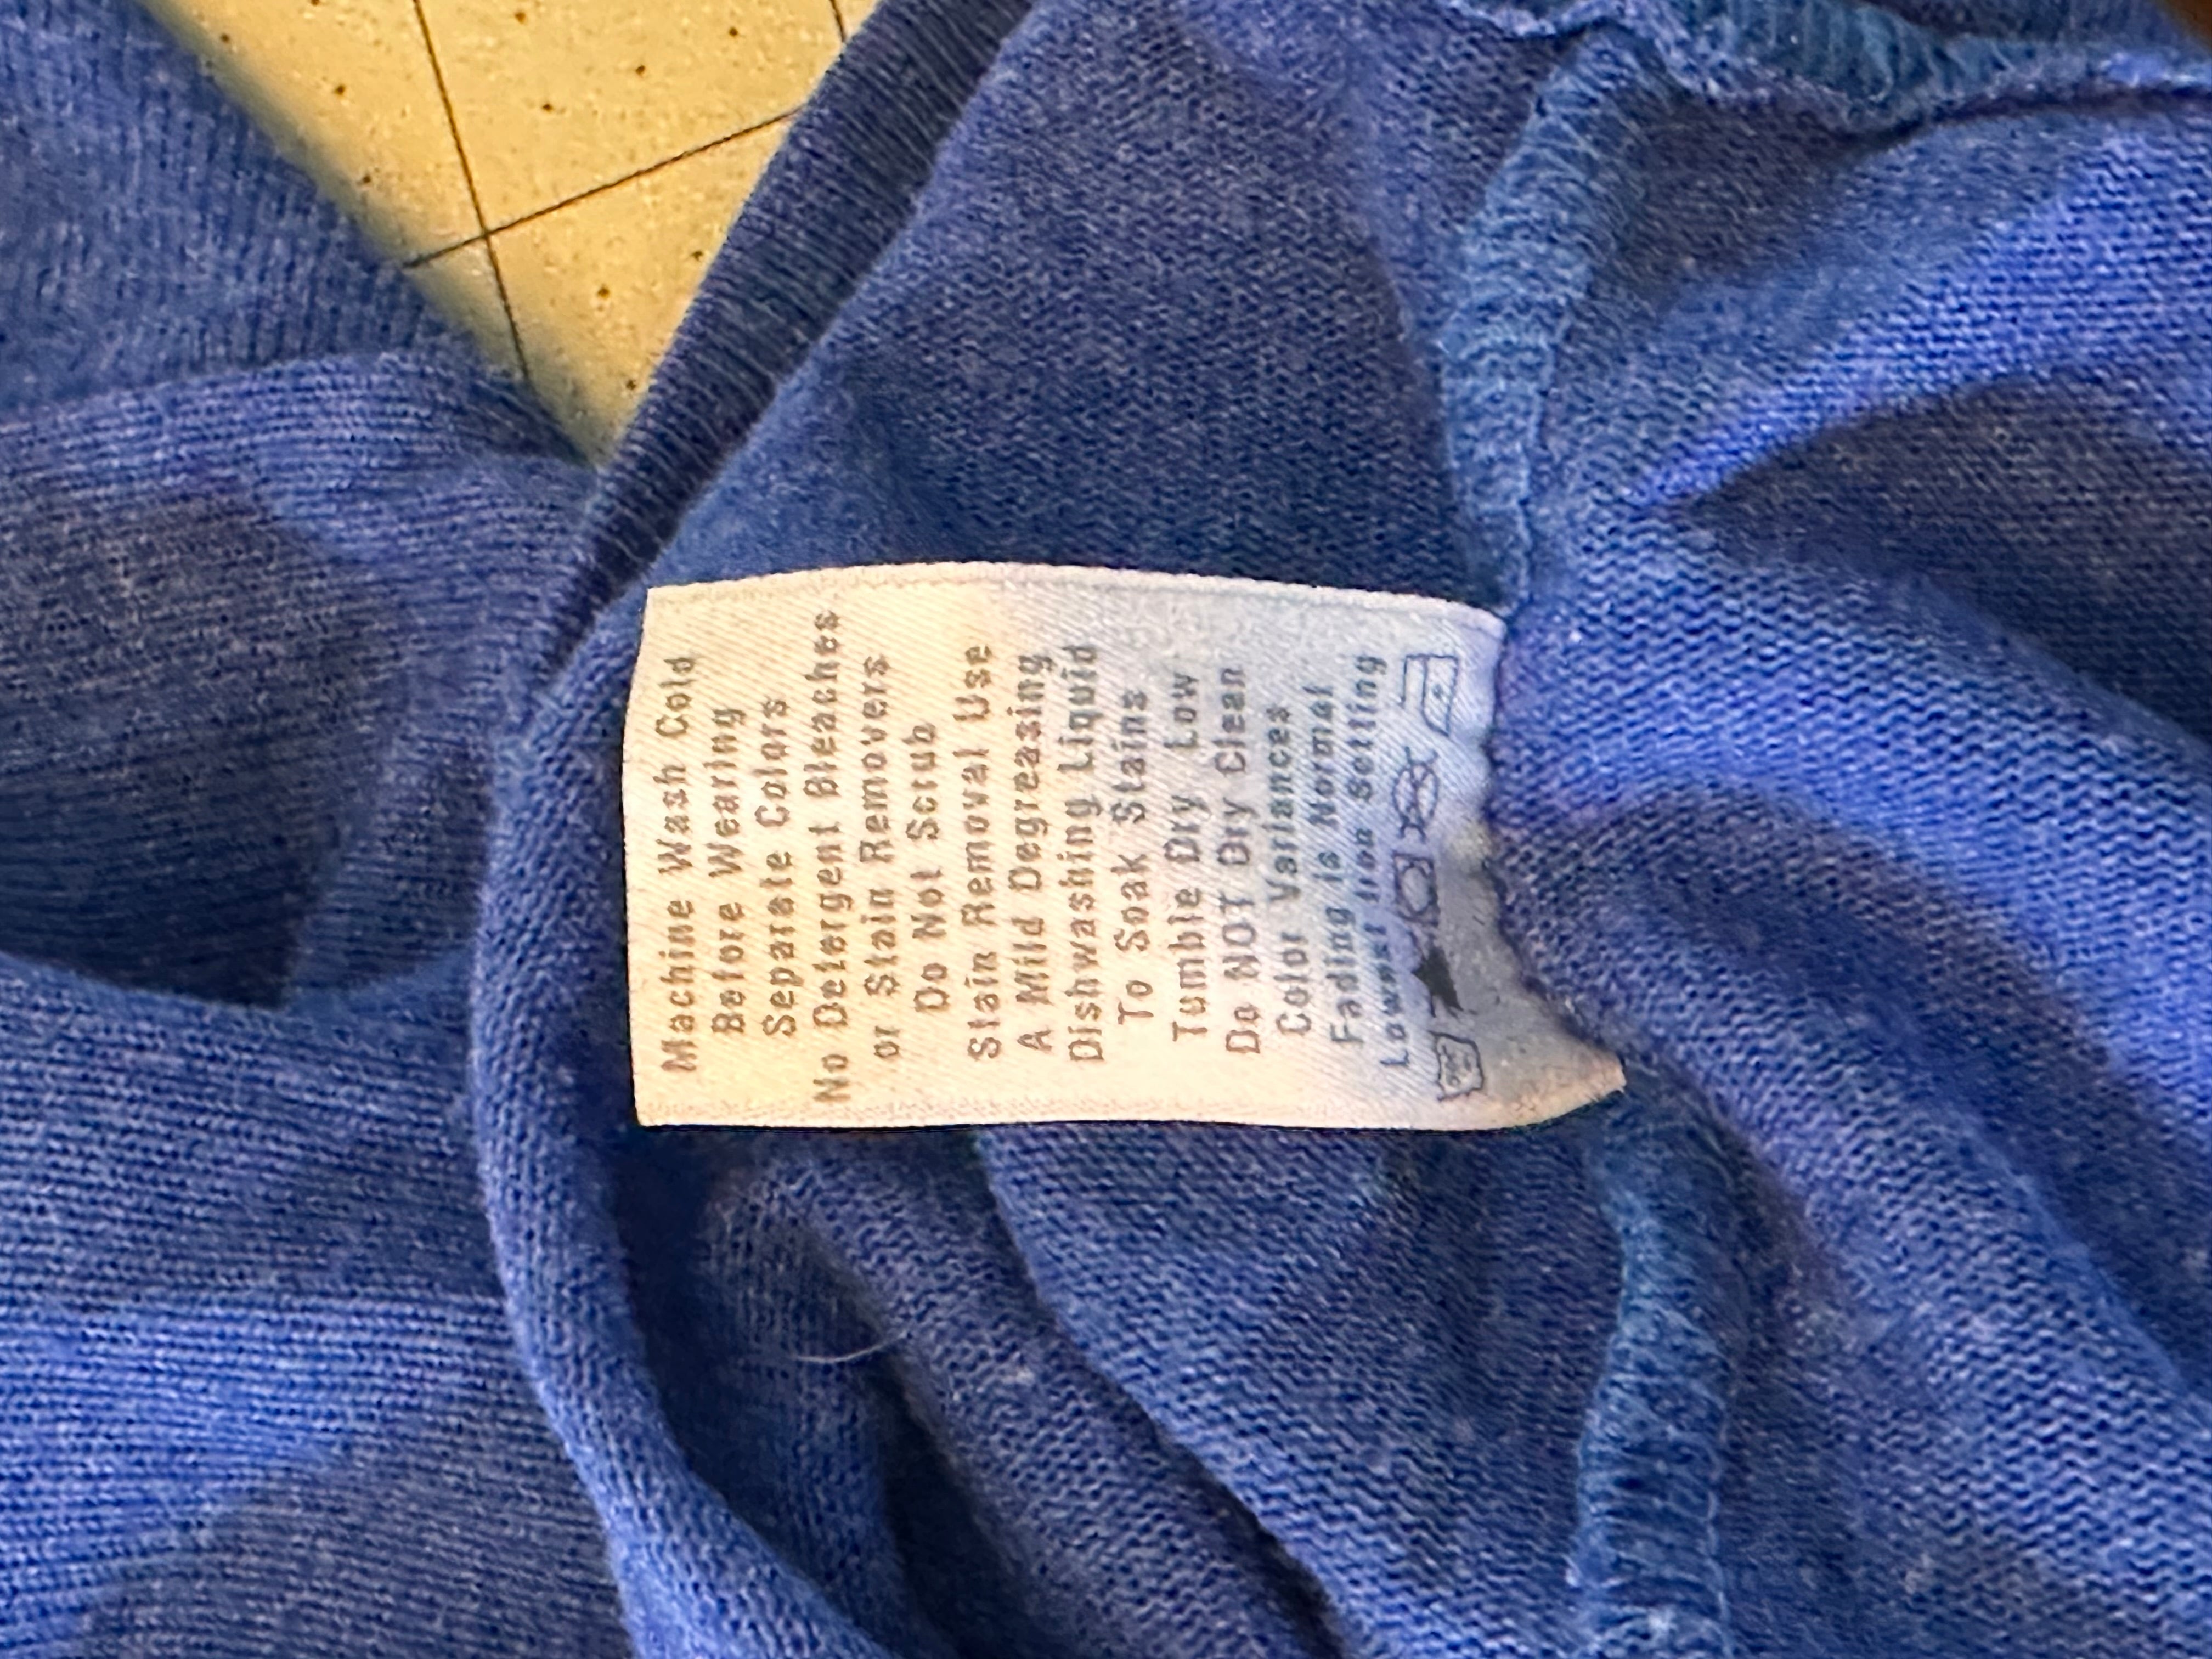 Machine Wash Cold
Before Wearing
Separate Colors
No Detergent Bleaches
or Stain Removers
Do Not Scrub
Stain Removal Use
A Mild Degreasing
Dishwashing Liquid
To Soak Stains
Tumble Dry Low
Do NOT Dry Clean
Color Variances
Fading is Normal
Lowest Iron Setting